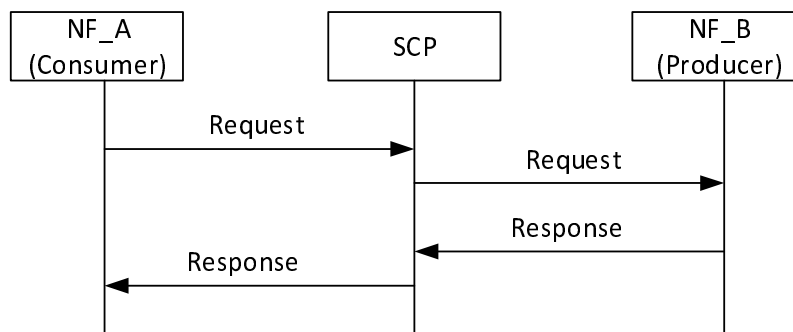 NF_A
(Consumer)
SCP
NF_B
(Producer)
Request
Request
Response
Response